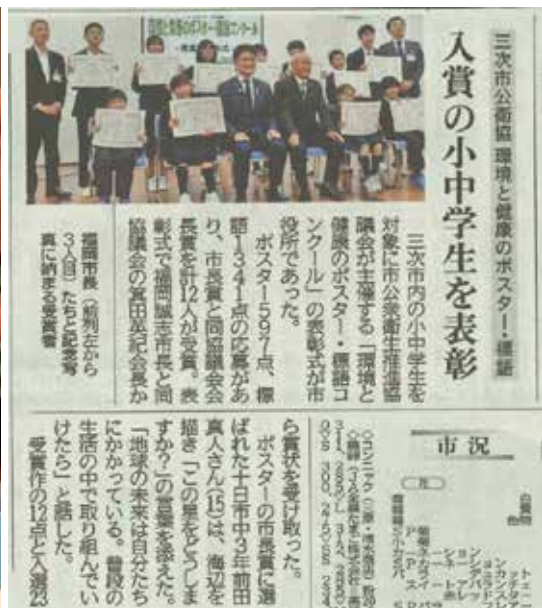 三次市公衛協 環境と健康のポスター・標語
入賞の小中学生を表彰
三次市内の小中学生を
対象に市公衆衛生推進協
議会が主催する「環境と
健康のポスター・標語コ
ンクール」の表彰式が市
役所であった。
ポスター597点、標
語1341点の応募があ
り、市長賞と同協議会会
長賞を計12人が受賞。表
彰式で福岡誠志市長と同
協議会の箕田英紀会長か
福岡市長(前列左から
3人目)たちと記念写
真に納まる受賞者
ら賞状を受け取った。
ポスターの市長賞に選
ばれた十日市中3年前田
真人さん(15)は、海辺を
描き「この星をどうしま
すか?」の言葉を添えた。
「地球の未来は自分たち
にかかっている。普段の
生活の中で取り組んでい
けたら」と話した。
受賞作の12点と入選23
市況